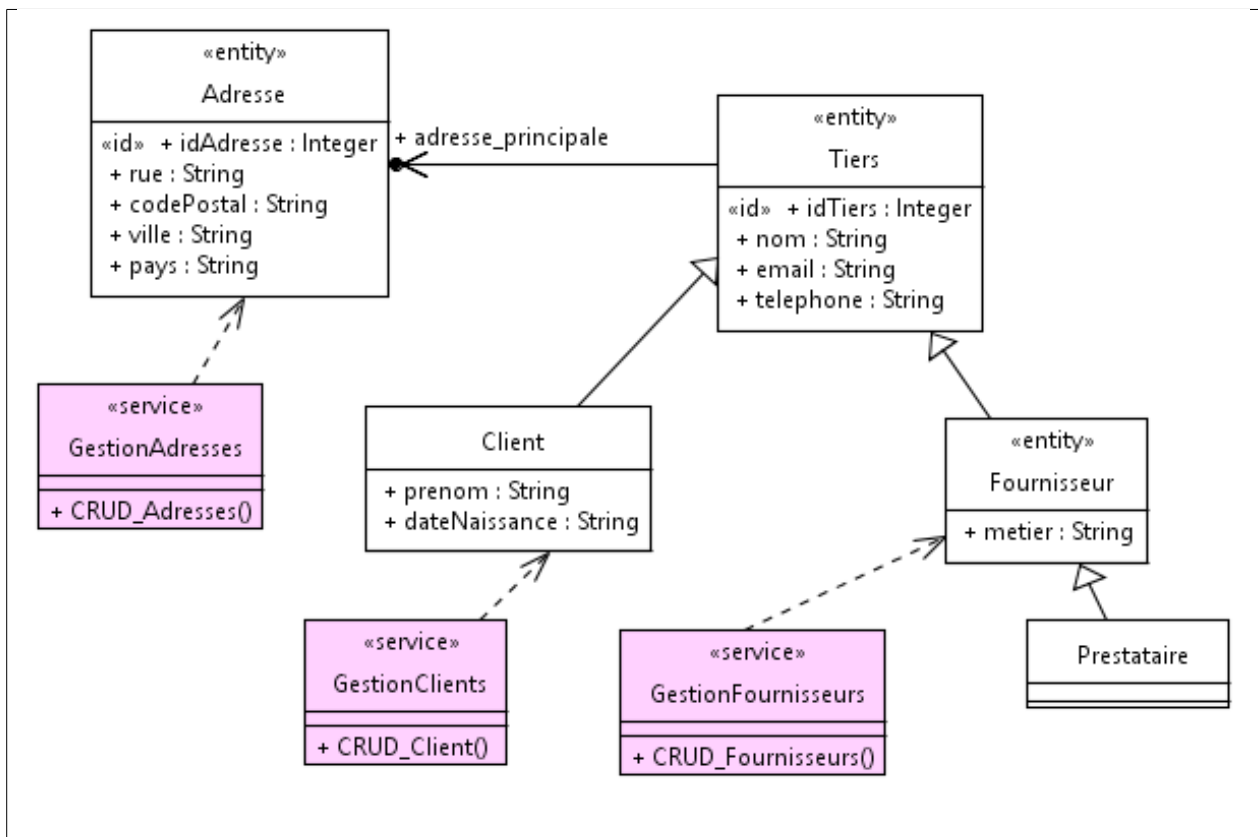 «entity»
Adresse
«id» + idAdresse : Integer
+ rue : String
+ codePostal : String
+ ville : String
+ pays : String
+ adresse_principale
«entity»
Tiers
«id» + idTiers : Integer
+ nom : String
+ email : String
+ telephone : String
«service»
GestionAdresses
+ CRUD_Adresses()
Client
+ prenom : String
+ dateNaissance : String
«entity»
Fournisseur
+ metier : String
«service»
GestionClients
+ CRUD_Client()
«service»
GestionFournisseurs
+ CRUD_Fournisseurs()
Prestataire